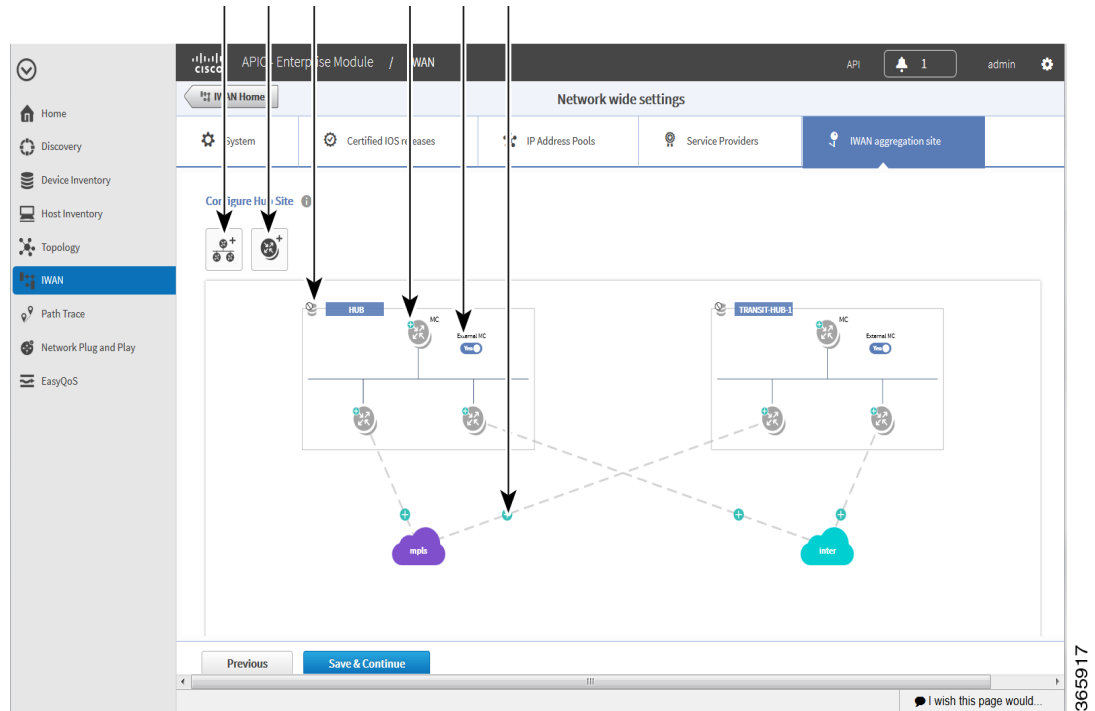 CISCO APIC - Enterprise Module / IWAN API 1 admin
Home
Discovery
Device Inventory
Host Inventory
Topology
IWAN
Path Trace
Network Plug and Play
EasyQoS
IWAN Home
Network wide settings
System
Certified IOS releases
IP Address Pools
Service Providers
IWAN aggregation site
Configure Hub Site
HUB
MC
External MC
Yes
TRANSIT-HUB-1
MC
External MC
Yes
mpls
inter
Previous
Save & Continue
I wish this page would...
365917